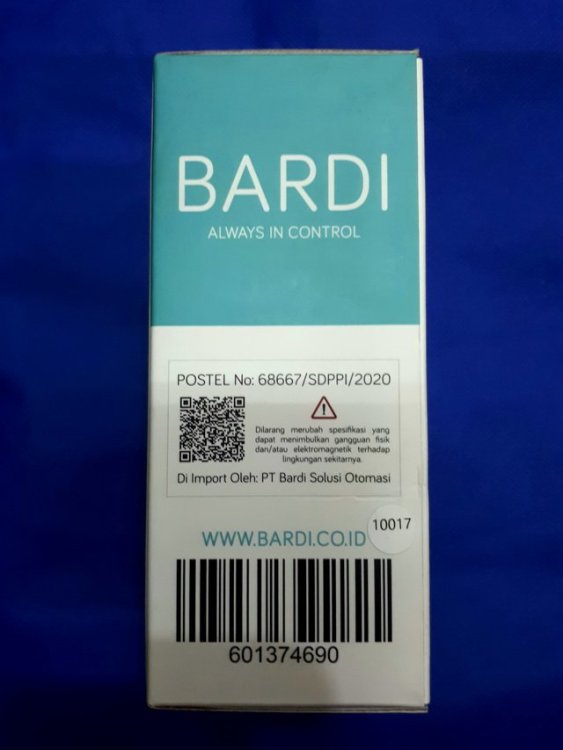 BARDI
ALWAYS IN CONTROL
POSTEL No: 68667/SDPPI/2020
Dilarang merubah spesifikasi yang
dapat menimbulkan gangguan fisik
dan/atau elektromagnetik terhadap
lingkungan sekitarnya.
Di Import Oleh: PT Bardi Solusi Otomasi
10017
WWW.BARDI.CO.ID
601374690